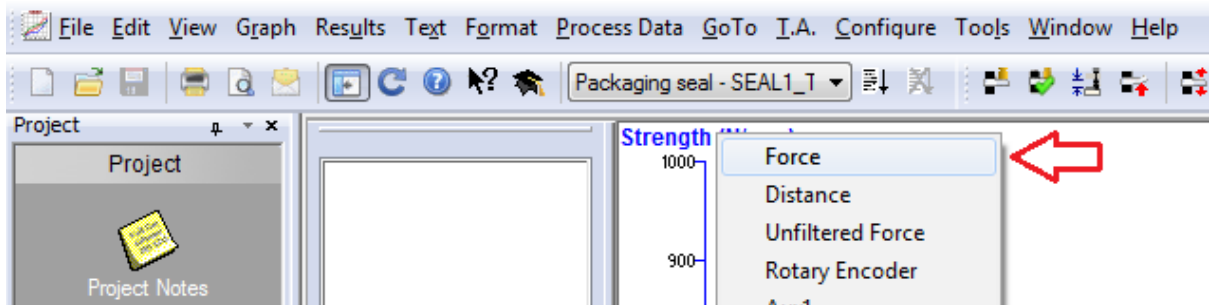 File Edit View Graph Results Text Format Process Data GoTo T.A. Configure Tools Window Help
Packaging seal - SEAL1_T
Project
Project
Project Notes
Strength
1000
900
Force
Distance
Unfiltered Force
Rotary Encoder